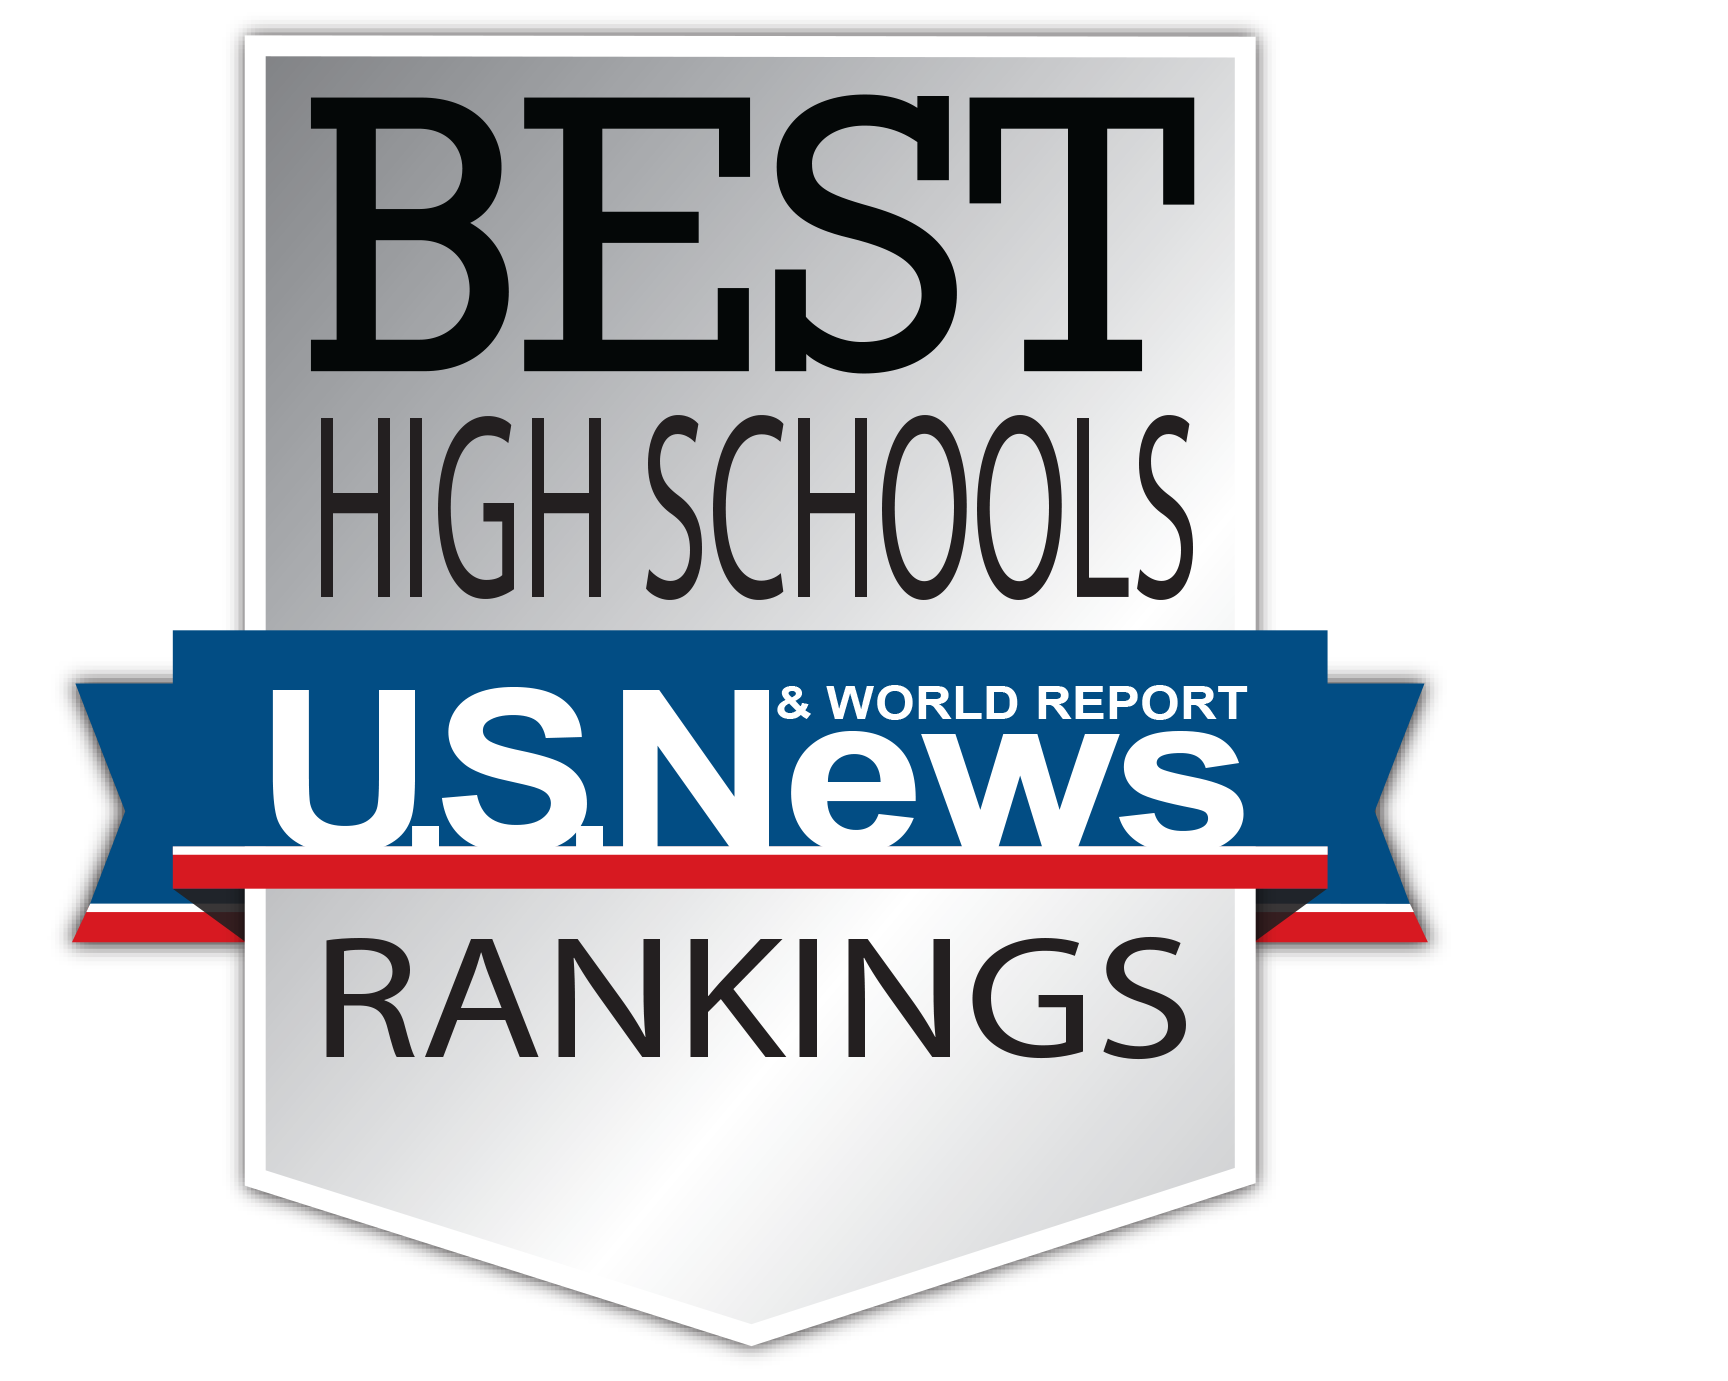 BEST
HIGH SCHOOLS
U.S.News & WORLD REPORT
RANKINGS